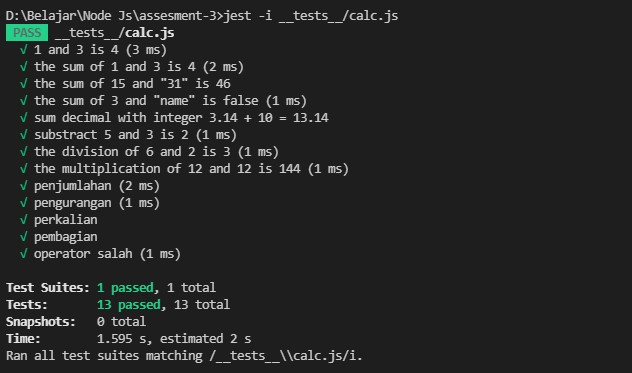 D:\Belajar\Node Js\assesment-3>jest -i __tests__/calc.js
PASS __tests__/calc.js
√ 1 and 3 is 4 (3 ms)
√ the sum of 1 and 3 is 4 (2 ms)
√ the sum of 15 and "31" is 46
√ the sum of 3 and "name" is false (1 ms)
√ sum decimal with integer 3.14 + 10 = 13.14
√ substract 5 and 3 is 2 (1 ms)
√ the division of 6 and 2 is 3 (1 ms)
√ the multiplication of 12 and 12 is 144 (1 ms)
√ penjumlahan (2 ms)
√ pengurangan (1 ms)
√ perkalian
√ pembagian
√ operator salah (1 ms)
Test Suites: 1 passed, 1 total
Tests: 13 passed, 13 total
Snapshots: 0 total
Time: 1.595 s, estimated 2 s
Ran all test suites matching /__tests__\\calc.js/i.